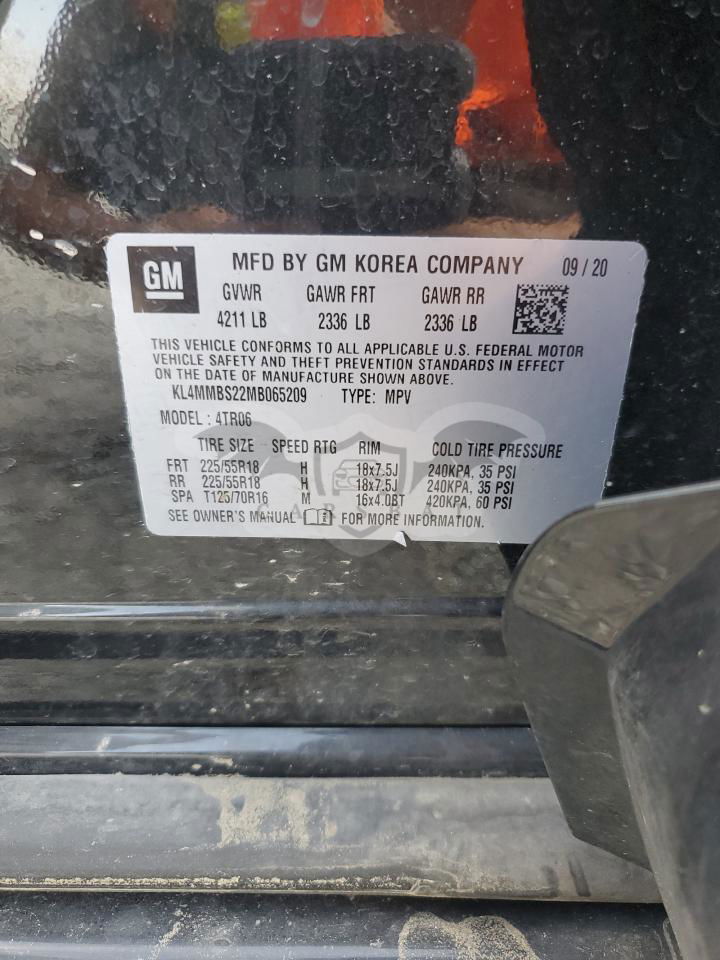 GM MFD BY GM KOREA COMPANY 09 / 20
GVWR GAWR FRT GAWR RR
4211 LB 2336 LB 2336 LB
THIS VEHICLE CONFORMS TO ALL APPLICABLE U.S. FEDERAL MOTOR
VEHICLE SAFETY AND THEFT PREVENTION STANDARDS IN EFFECT
ON THE DATE OF MANUFACTURE SHOWN ABOVE.
KL4MMBS22MB065209 TYPE: MPV
MODEL : 4TR06
TIRE SIZE SPEED RTG RIM COLD TIRE PRESSURE
FRT 225/55R18 H 18x7.5J 240KPA, 35 PSI
RR 225/55R18 H 18x7.5J 240KPA, 35 PSI
SPA T125/70R16 M 16x4.0BT 420KPA, 60 PSI
SEE OWNER'S MANUAL FOR MORE INFORMATION.